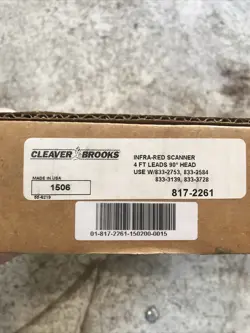 CLEAVER BROOKS
INFRA-RED SCANNER
4 FT LEADS 90° HEAD
USE W/833-2753, 833-2584
833-3139, 833-3728
MADE IN USA
1506
817-2261
01-817-2261-150200-0015